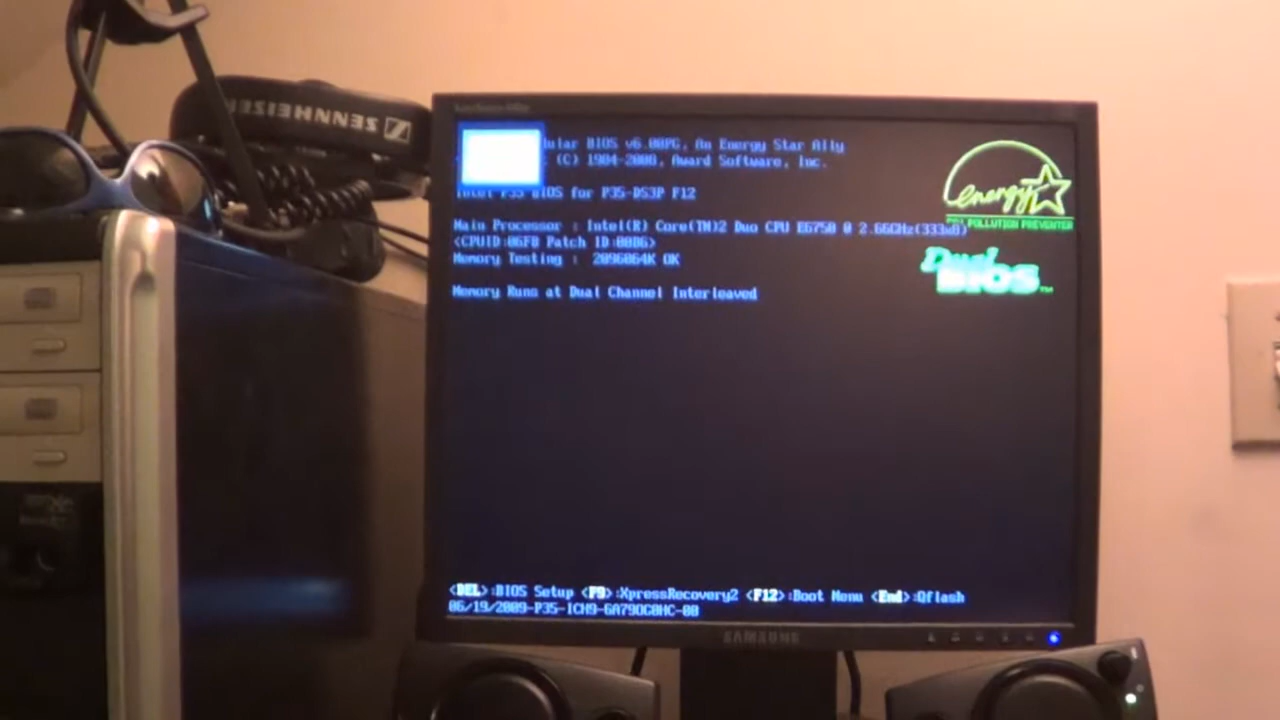 SENNHEISER
ular BIOS v6.00PG, An Energy Star Ally
(C) 1984-2008, Award Software, Inc.
Intel P35 BIOS for P35-DS3P F12
Main Processor : Intel(R) Core(TM)2 Duo CPU E6750 @ 2.66GHz(333x8)
<CPUID:06FB Patch ID:00B6>
Memory Testing : 2096064K OK
Memory Runs at Dual Channel Interleaved
energy
EPA POLLUTION PREVENTER
Dual
BIOS™
<DEL>:BIOS Setup <F9>:XpressRecovery2 <F12>:Boot Menu <End>:Qflash
06/19/2009-P35-ICH9-6A79OG0HC-00
SAMSUNG